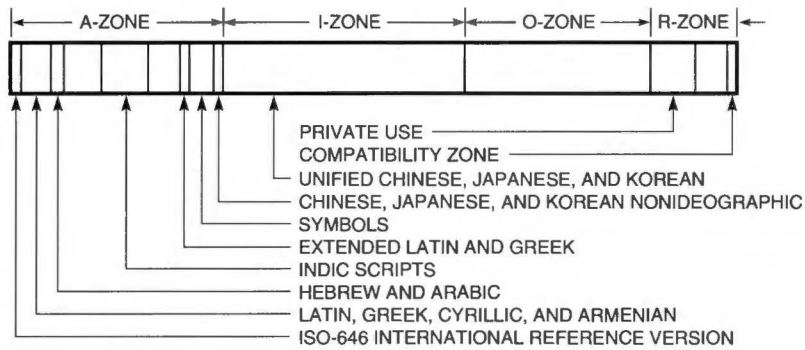 A-ZONE I-ZONE O-ZONE R-ZONE
PRIVATE USE
COMPATIBILITY ZONE
UNIFIED CHINESE, JAPANESE, AND KOREAN
CHINESE, JAPANESE, AND KOREAN NONIDEOGRAPHIC
SYMBOLS
EXTENDED LATIN AND GREEK
INDIC SCRIPTS
HEBREW AND ARABIC
LATIN, GREEK, CYRILLIC, AND ARMENIAN
ISO-646 INTERNATIONAL REFERENCE VERSION